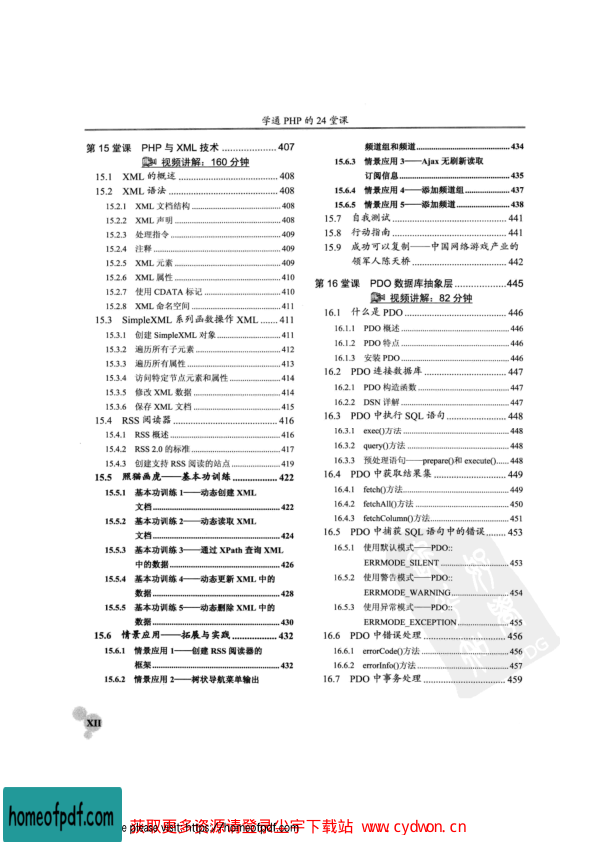 学通 PHP 的 24 堂课
第 15 堂课 PHP 与 XML 技术 .................... 407
视频讲解：160 分钟
15.1 XML 的概述 .................... 408
15.2 XML 语法 .................... 408
15.2.1 XML 文档结构 .................... 408
15.2.2 XML 声明 .................... 408
15.2.3 处理指令 .................... 409
15.2.4 注释 .................... 409
15.2.5 XML 元素 .................... 409
15.2.6 XML 属性 .................... 410
15.2.7 使用 CDATA 标记 .................... 410
15.2.8 XML 命名空间 .................... 411
15.3 SimpleXML 系列函数操作 XML ....... 411
15.3.1 创建 SimpleXML 对象 .................... 411
15.3.2 遍历所有子元素 .................... 412
15.3.3 遍历所有属性 .................... 413
15.3.4 访问特定节点元素和属性 .................... 414
15.3.5 修改 XML 数据 .................... 414
15.3.6 保存 XML 文档 .................... 415
15.4 RSS 阅读器 .................... 416
15.4.1 RSS 概述 .................... 416
15.4.2 RSS 2.0 的标准 .................... 417
15.4.3 创建支持 RSS 阅读的站点 .................... 419
15.5 照猫画虎——基本功训练 .................... 422
15.5.1 基本功训练 1——动态创建 XML
文档 .................... 422
15.5.2 基本功训练 2——动态读取 XML
文档 .................... 424
15.5.3 基本功训练 3——通过 XPath 查询 XML
中的数据 .................... 426
15.5.4 基本功训练 4——动态更新 XML 中的
数据 .................... 428
15.5.5 基本功训练 5——动态删除 XML 中的
数据 .................... 430
15.6 情景应用——拓展与实践 .................... 432
15.6.1 情景应用 1——创建 RSS 阅读器的
框架 .................... 432
15.6.2 情景应用 2——树状导航菜单输出
频道组和频道 .................... 434
15.6.3 情景应用 3——Ajax 无刷新读取
订阅信息 .................... 435
15.6.4 情景应用 4——添加频道组 .................... 437
15.6.5 情景应用 5——添加频道 .................... 438
15.7 自我测试 .................... 441
15.8 行动指南 .................... 441
15.9 成功可以复制——中国网络游戏产业的
领军人陈天桥 .................... 442
第 16 堂课 PDO 数据库抽象层 .................... 445
视频讲解：82 分钟
16.1 什么是 PDO .................... 446
16.1.1 PDO 概述 .................... 446
16.1.2 PDO 特点 .................... 446
16.1.3 安装 PDO .................... 446
16.2 PDO 连接数据库 .................... 447
16.2.1 PDO 构造函数 .................... 447
16.2.2 DSN 详解 .................... 447
16.3 PDO 中执行 SQL 语句 .................... 448
16.3.1 exec()方法 .................... 448
16.3.2 query()方法 .................... 448
16.3.3 预处理语句——prepare()和 execute() ...... 448
16.4 PDO 中获取结果集 .................... 449
16.4.1 fetch()方法 .................... 449
16.4.2 fetchAll()方法 .................... 450
16.4.3 fetchColumn()方法 .................... 451
16.5 PDO 中捕获 SQL 语句中的错误 ....... 453
16.5.1 使用默认模式——PDO::
ERRMODE_SILENT .................... 453
16.5.2 使用警告模式——PDO::
ERRMODE_WARNING .................... 454
16.5.3 使用异常模式——PDO::
ERRMODE_EXCEPTION .................... 455
16.6 PDO 中错误处理 .................... 456
16.6.1 errorCode()方法 .................... 456
16.6.2 errorInfo()方法 .................... 457
16.7 PDO 中事务处理 .................... 459
XII
homeofpdf.com
please visit: https://homeofpdf.com
获取更多资源请登录公宇下载站 www.cydwon.cn